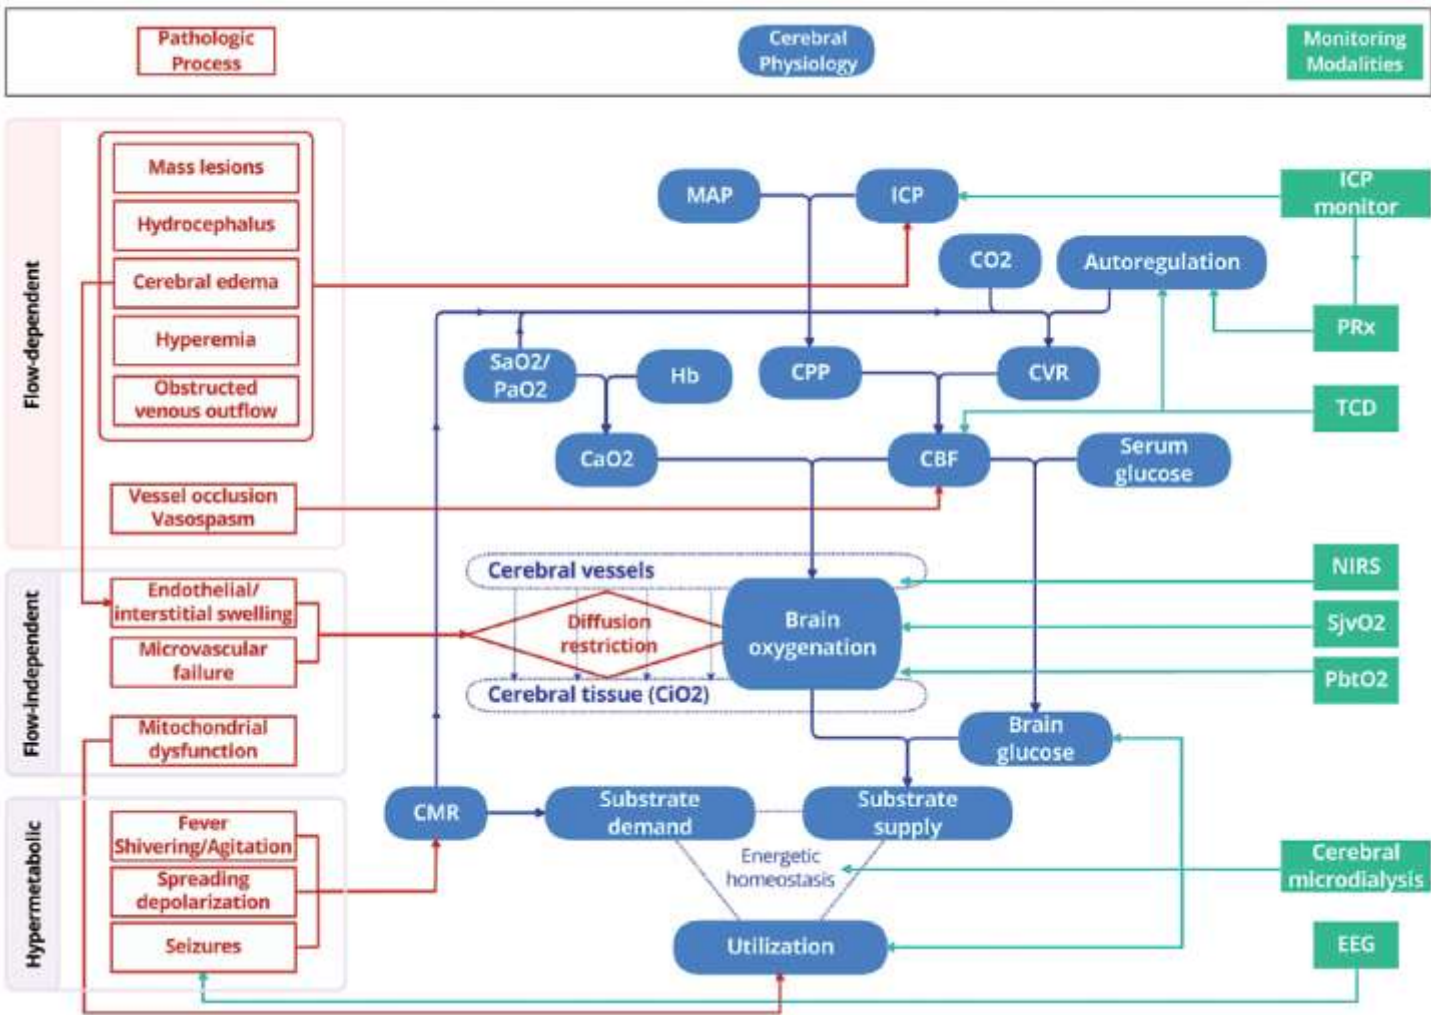 Pathologic
Process
Cerebral
Physiology
Monitoring
Modalities
Flow-dependent
Mass lesions
Hydrocephalus
Cerebral edema
Hyperemia
Obstructed
venous outflow
Vessel occlusion
Vasospasm
MAP
ICP
ICP
monitor
CO2
Autoregulation
PRx
SaO2/
PaO2
Hb
CPP
CVR
TCD
CaO2
CBF
Serum
glucose
Flow-independent
Endothelial/
interstitial swelling
Microvascular
failure
Mitochondrial
dysfunction
Cerebral vessels
Diffusion
restriction
Cerebral tissue (CiO2)
Brain
oxygenation
NIRS
SjvO2
PbtO2
Brain
glucose
Hypermetabolic
Fever
Shivering/Agitation
Spreading
depolarization
Seizures
CMR
Substrate
demand
Substrate
supply
Energetic
homeostasis
Utilization
Cerebral
microdialysis
EEG